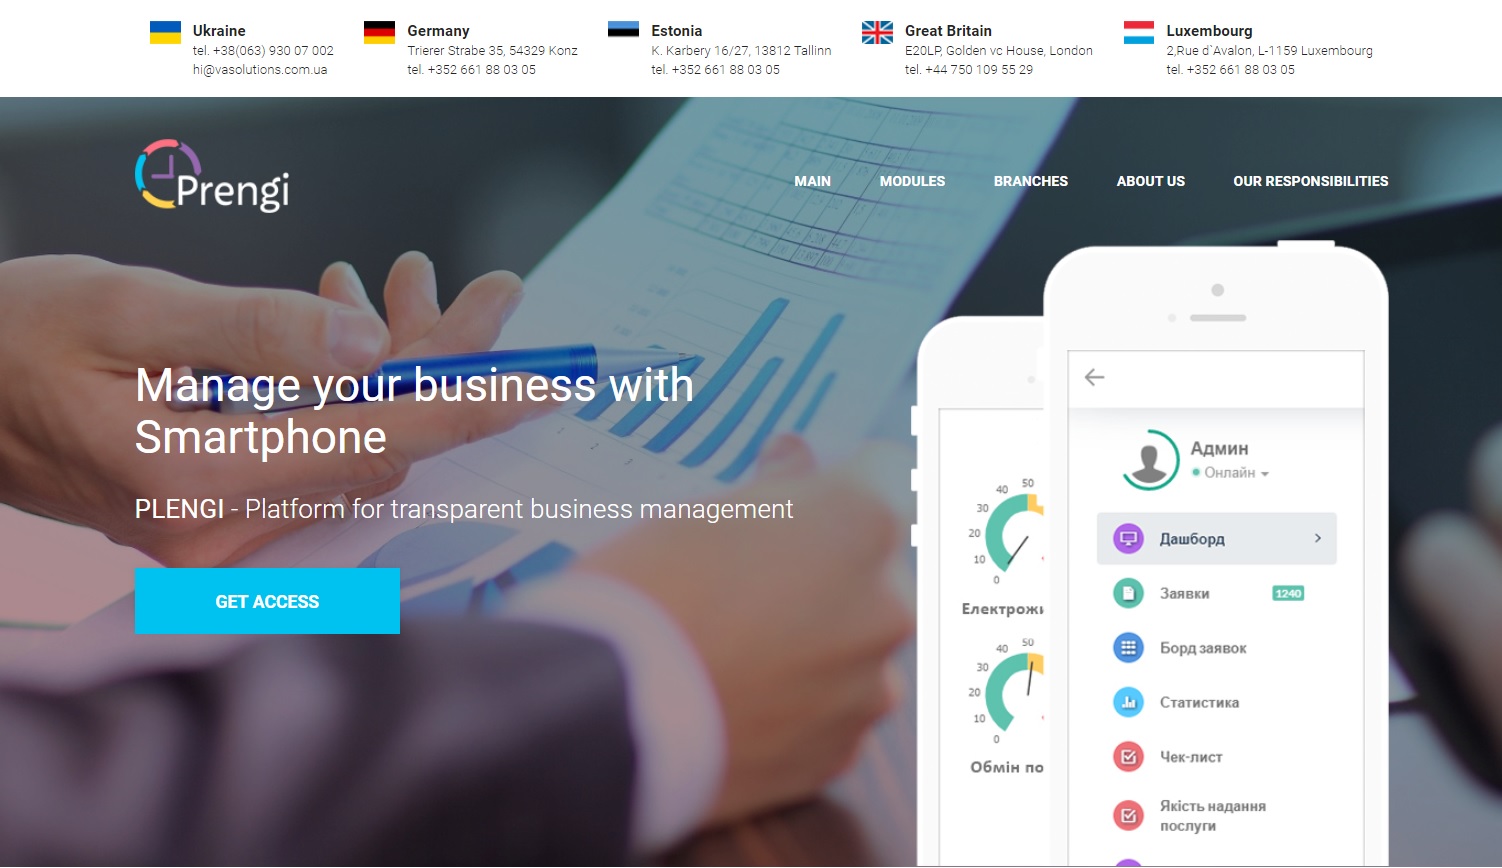 Ukraine
tel. +38(063) 930 07 002
hi@vasolutions.com.ua
Germany
Trierer Strabe 35, 54329 Konz
tel. +352 661 88 03 05
Estonia
K. Karbery 16/27, 13812 Tallinn
tel. +352 661 88 03 05
Great Britain
E20LP, Golden vc House, London
tel. +44 750 109 55 29
Luxembourg
2,Rue d`Avalon, L-1159 Luxembourg
tel. +352 661 88 03 05
Prengi
MAIN
MODULES
BRANCHES
ABOUT US
OUR RESPONSIBILITIES
Manage your business with
Smartphone
PLENGI - Platform for transparent business management
GET ACCESS
0
10
20
30
40
50
Електрожи
0
10
20
30
40
50
Обмін по
Админ
Онлайн
Дашборд
Заявки 1240
Борд заявок
Статистика
Чек-лист
Якість надання
послуги